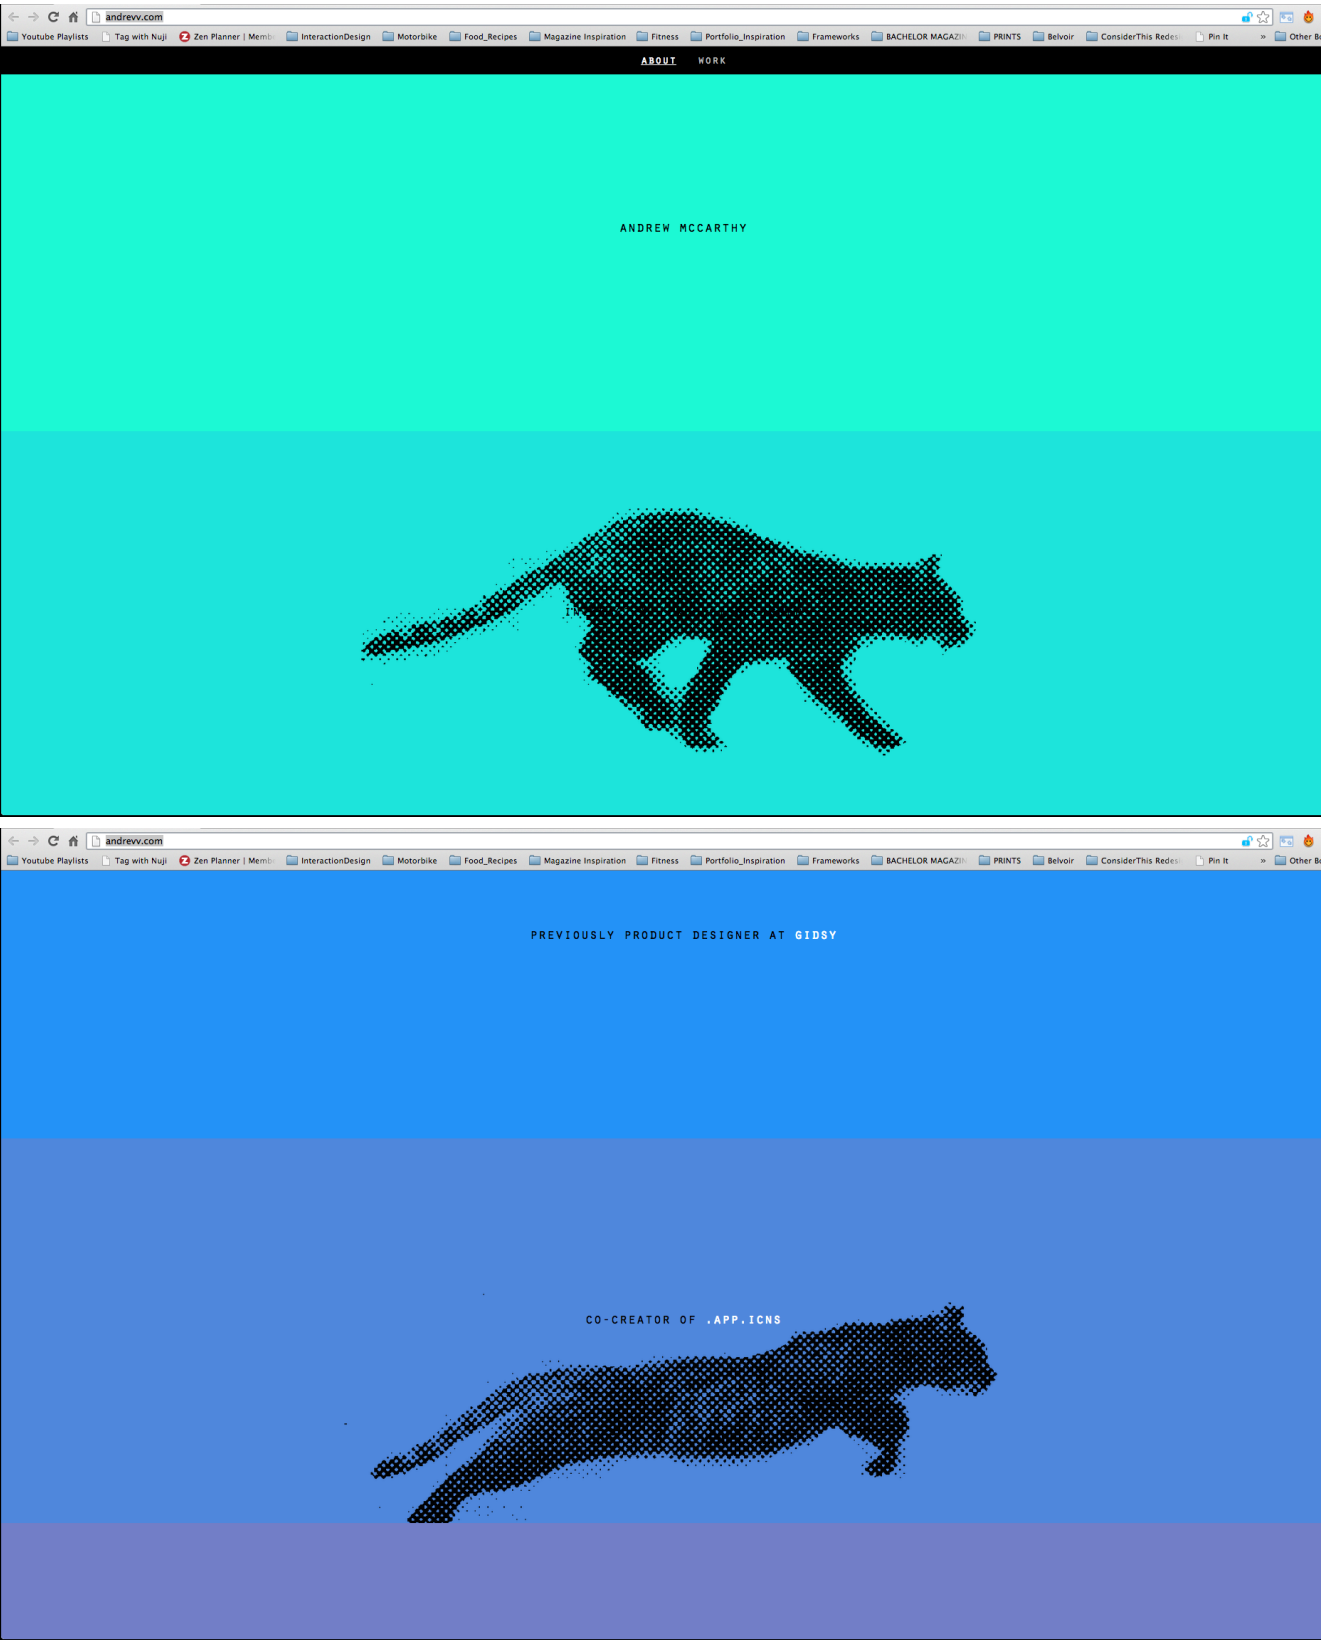 andrevv.com
Youtube Playlists Tag with Nuji Zen Planner | Memb InteractionDesign Motorbike Food_Recipes Magazine Inspiration Fitness Portfolio_Inspiration Frameworks BACHELOR MAGAZIN PRINTS Belvoir ConsiderThis Redes Pin It » Other B
ABOUT WORK
ANDREW MCCARTHY
andrevv.com
Youtube Playlists Tag with Nuji Zen Planner | Memb InteractionDesign Motorbike Food_Recipes Magazine Inspiration Fitness Portfolio_Inspiration Frameworks BACHELOR MAGAZIN PRINTS Belvoir ConsiderThis Redes Pin It » Other B
PREVIOUSLY PRODUCT DESIGNER AT GIDSY
CO-CREATOR OF .APP.ICNS